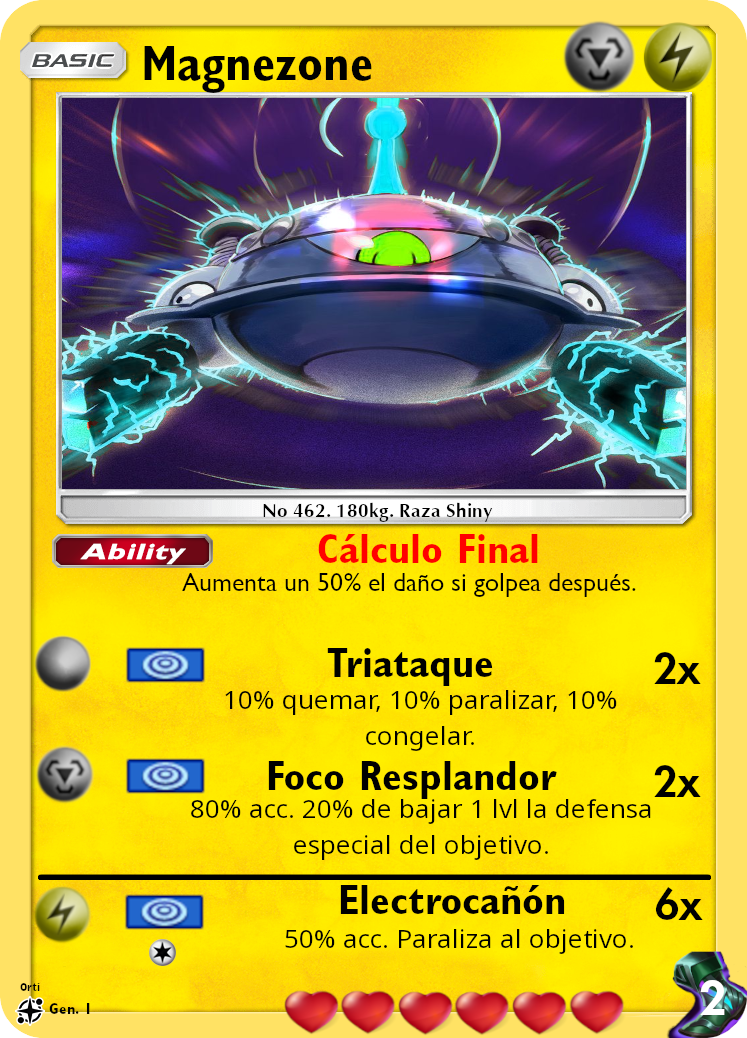 BASIC Magnezone
No 462. 180kg. Raza Shiny
Ability Cálculo Final
Aumenta un 50% el daño si golpea después.
Triataque 2x
10% quemar, 10% paralizar, 10%
congelar.
Foco Resplandor 2x
80% acc. 20% de bajar 1 lvl la defensa
especial del objetivo.
Electrocañón 6x
50% acc. Paraliza al objetivo.
Orti
Gen. I
2